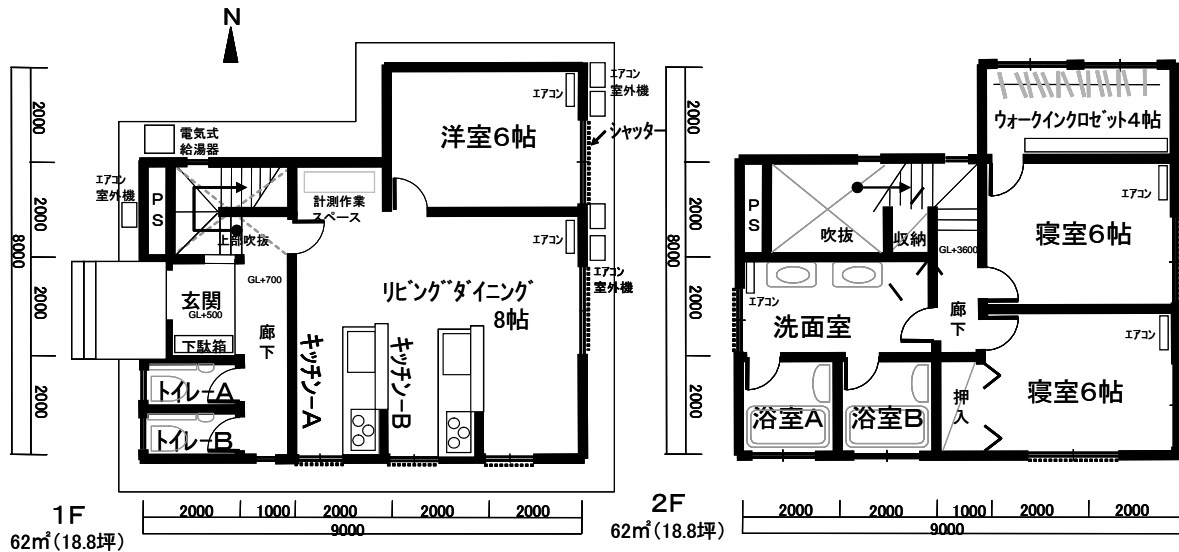 N
エアコン
室外機
エアコン
シャッター
洋室6帖
電気式
給湯器
エアコン
室外機
PS
計測作業
スペース
上部吹抜
エアコン
エアコン
室外機
GL+700
リビングダイニング
8帖
玄関
GL+500
下駄箱
廊下
キッチンーA
キッチンーB
トイレーA
トイレーB
2000
2000
2000
2000
8000
2000
1000
2000
2000
9000
1F
62㎡(18.8坪)
ウォークインクロゼット4帖
PS
吹抜
収納
GL+3600
エアコン
寝室6帖
エアコン
洗面室
廊下
エアコン
寝室6帖
押入
浴室A
浴室B
2000
2000
2000
2000
8000
2000
2000
1000
2000
2000
9000
2F
62㎡(18.8坪)